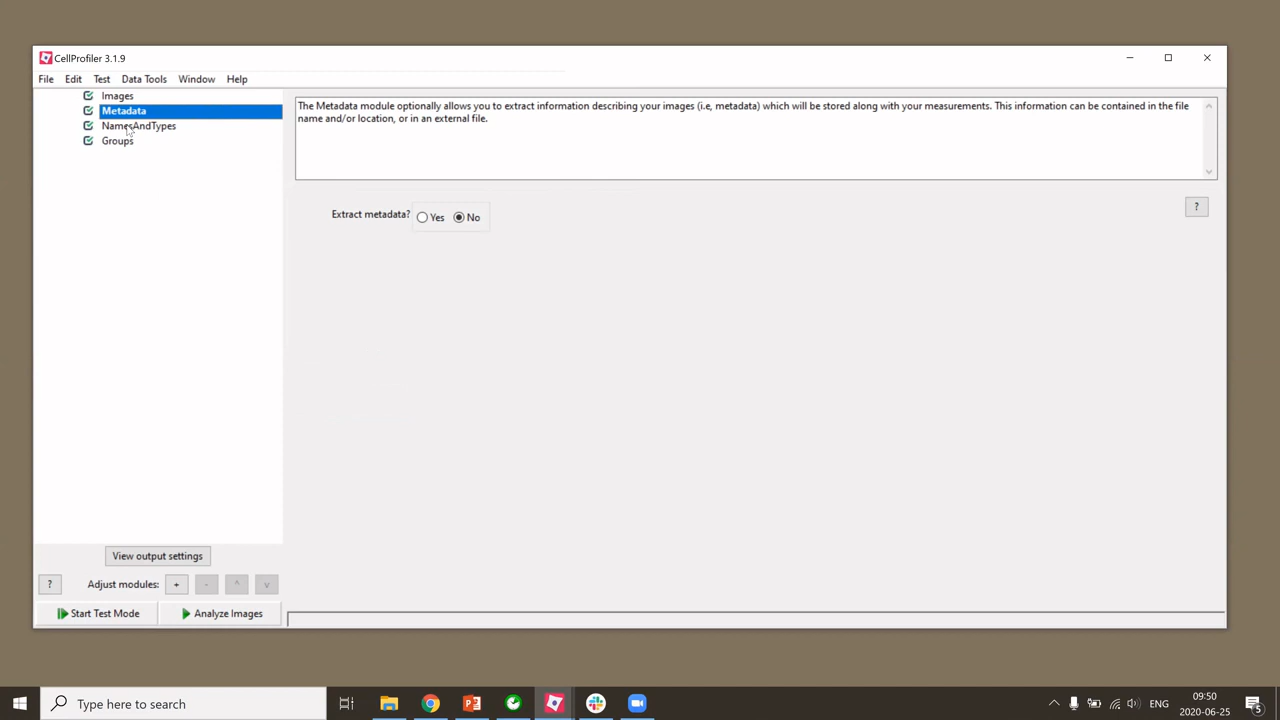 CellProfiler 3.1.9
File Edit Test Data Tools Window Help
Images
Metadata
NamesAndTypes
Groups
The Metadata module optionally allows you to extract information describing your images (i.e, metadata) which will be stored along with your measurements. This information can be contained in the file
name and/or location, or in an external file.
Extract metadata? Yes No
?
View output settings
? Adjust modules: + - ^ v
Start Test Mode Analyze Images
Type here to search
ENG
09:50
2020-06-25
5